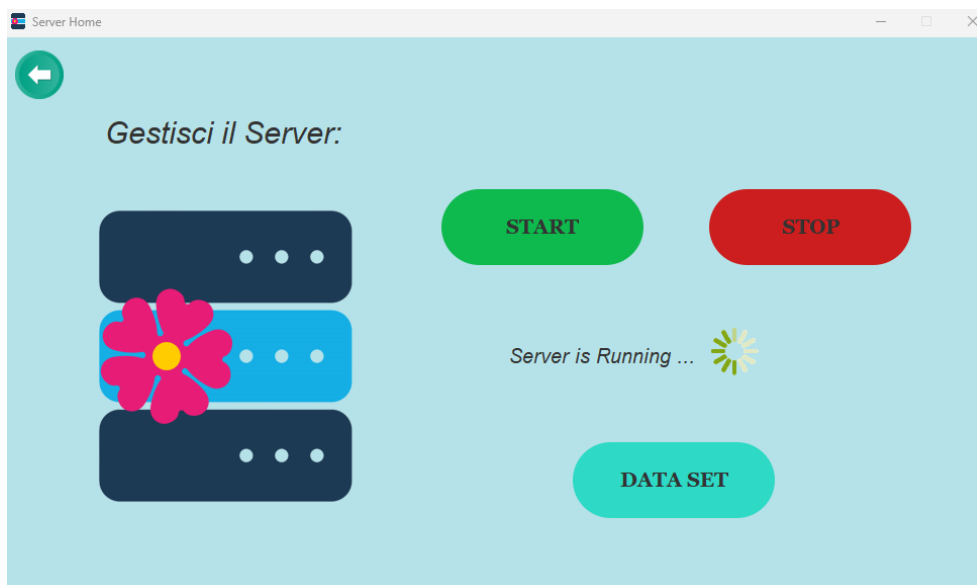 Server Home
Gestisci il Server:
START
STOP
Server is Running ...
DATA SET